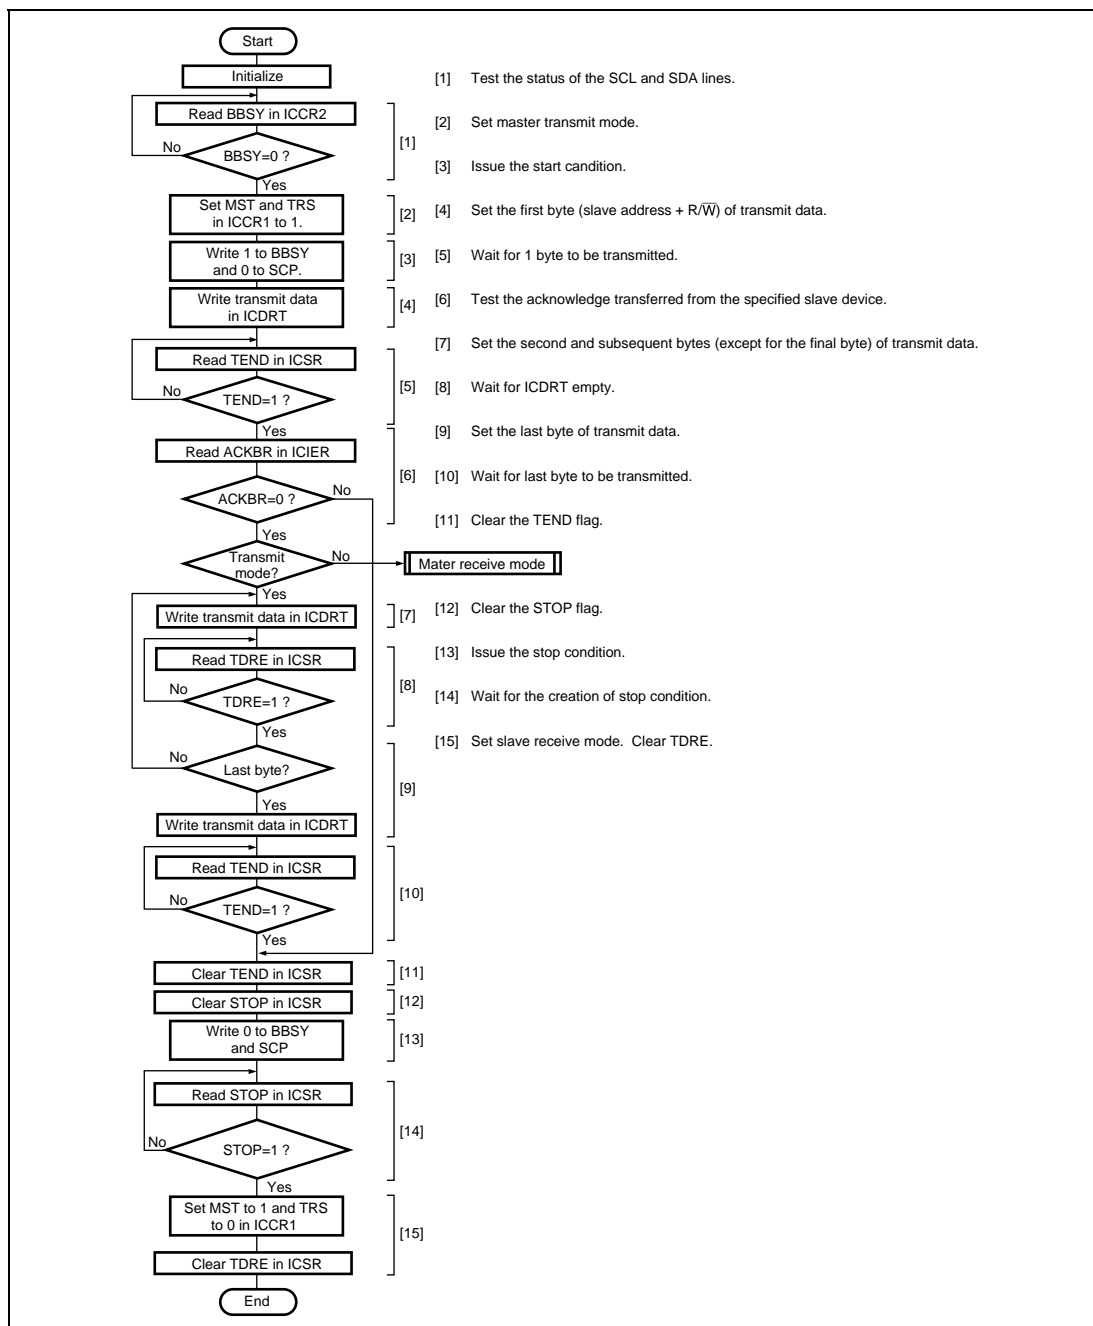 Start
Initialize
Read BBSY in ICCR2
No
BBSY=0 ?
[1]
Yes
Set MST and TRS
in ICCR1 to 1.
[2]
Write 1 to BBSY
and 0 to SCP.
[3]
Write transmit data
in ICDRT
[4]
Read TEND in ICSR
No
TEND=1 ?
[5]
Yes
Read ACKBR in ICIER
[6]
ACKBR=0 ?
No
Yes
Transmit
mode?
No
Mater receive mode
Yes
Write transmit data in ICDRT
[7]
Read TDRE in ICSR
[8]
No
TDRE=1 ?
Yes
No
Last byte?
[9]
Yes
Write transmit data in ICDRT
Read TEND in ICSR
[10]
No
TEND=1 ?
Yes
Clear TEND in ICSR
[11]
Clear STOP in ICSR
[12]
Write 0 to BBSY
and SCP
[13]
Read STOP in ICSR
[14]
No
STOP=1 ?
Yes
Set MST to 1 and TRS
to 0 in ICCR1
[15]
Clear TDRE in ICSR
End
[1] Test the status of the SCL and SDA lines.
[2] Set master transmit mode.
[3] Issue the start candition.
[4] Set the first byte (slave address + R/W̅) of transmit data.
[5] Wait for 1 byte to be transmitted.
[6] Test the acknowledge transferred from the specified slave device.
[7] Set the second and subsequent bytes (except for the final byte) of transmit data.
[8] Wait for ICDRT empty.
[9] Set the last byte of transmit data.
[10] Wait for last byte to be transmitted.
[11] Clear the TEND flag.
[12] Clear the STOP flag.
[13] Issue the stop condition.
[14] Wait for the creation of stop condition.
[15] Set slave receive mode. Clear TDRE.